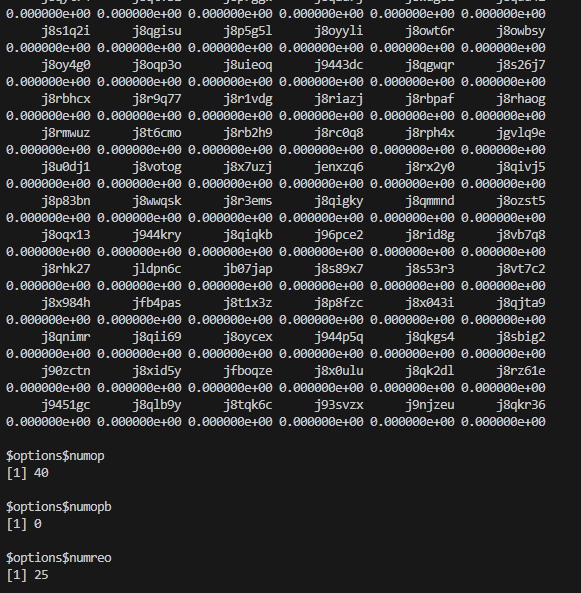 0.000000e+00 0.000000e+00 0.000000e+00 0.000000e+00 0.000000e+00 0.000000e+00
j8s1q2i j8qgisu j8p5g5l j8oyyli j8owt6r j8owbsy
0.000000e+00 0.000000e+00 0.000000e+00 0.000000e+00 0.000000e+00 0.000000e+00
j8oy4g0 j8oqp3o j8uieoq j9443dc j8qgwqr j8s26j7
0.000000e+00 0.000000e+00 0.000000e+00 0.000000e+00 0.000000e+00 0.000000e+00
j8rbhcx j8r9q77 j8r1vdg j8riazj j8rbpaf j8rhaog
0.000000e+00 0.000000e+00 0.000000e+00 0.000000e+00 0.000000e+00 0.000000e+00
j8rmwuz j8t6cmo j8rb2h9 j8rc0q8 j8rph4x jgvlq9e
0.000000e+00 0.000000e+00 0.000000e+00 0.000000e+00 0.000000e+00 0.000000e+00
j8u0dj1 j8votog j8x7uzj jenxzq6 j8rx2y0 j8qivj5
0.000000e+00 0.000000e+00 0.000000e+00 0.000000e+00 0.000000e+00 0.000000e+00
j8p83bn j8wwqsk j8r3ems j8qigky j8qmmnd j8ozst5
0.000000e+00 0.000000e+00 0.000000e+00 0.000000e+00 0.000000e+00 0.000000e+00
j8oqx13 j944kry j8qiqkb j96pce2 j8rid8g j8vb7q8
0.000000e+00 0.000000e+00 0.000000e+00 0.000000e+00 0.000000e+00 0.000000e+00
j8rhk27 jldpn6c jb07jap j8s89x7 j8s53r3 j8vt7c2
0.000000e+00 0.000000e+00 0.000000e+00 0.000000e+00 0.000000e+00 0.000000e+00
j8x984h jfb4pas j8t1x3z j8p8fzc j8x043i j8qjta9
0.000000e+00 0.000000e+00 0.000000e+00 0.000000e+00 0.000000e+00 0.000000e+00
j8qnimr j8qii69 j8oycex j944p5q j8qkgs4 j8sbig2
0.000000e+00 0.000000e+00 0.000000e+00 0.000000e+00 0.000000e+00 0.000000e+00
j90zctn j8xid5y jfboqze j8x0ulu j8qk2dl j8rz61e
0.000000e+00 0.000000e+00 0.000000e+00 0.000000e+00 0.000000e+00 0.000000e+00
j9451gc j8qlb9y j8tqk6c j93svzx j9njzeu j8qkr36
0.000000e+00 0.000000e+00 0.000000e+00 0.000000e+00 0.000000e+00 0.000000e+00
$options$numop
[1] 40
$options$numopb
[1] 0
$options$numreo
[1] 25